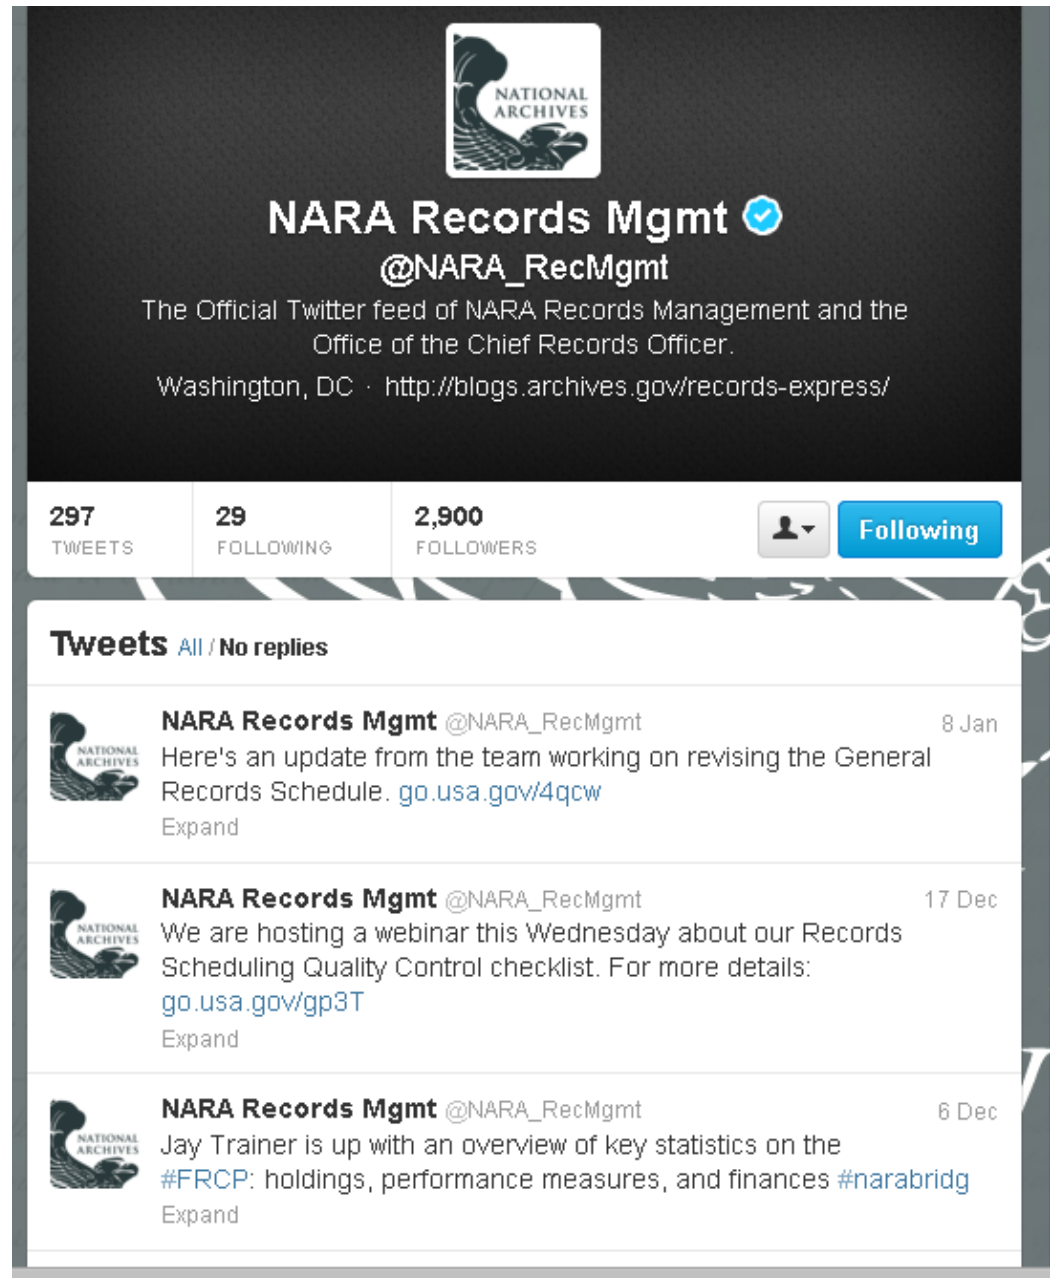 NATIONAL
ARCHIVES
NARA Records Mgmt
@NARA_RecMgmt
The Official Twitter feed of NARA Records Management and the
Office of the Chief Records Officer.
Washington, DC · http://blogs.archives.gov/records-express/
297 29 2,900
TWEETS FOLLOWING FOLLOWERS
Following
Tweets All / No replies
NARA Records Mgmt @NARA_RecMgmt 8 Jan
NATIONAL
ARCHIVES
Here's an update from the team working on revising the General
Records Schedule. go.usa.gov/4qcw
Expand
NARA Records Mgmt @NARA_RecMgmt 17 Dec
NATIONAL
ARCHIVES
We are hosting a webinar this Wednesday about our Records
Scheduling Quality Control checklist. For more details:
go.usa.gov/gp3T
Expand
NARA Records Mgmt @NARA_RecMgmt 6 Dec
NATIONAL
ARCHIVES
Jay Trainer is up with an overview of key statistics on the
#FRCP: holdings, performance measures, and finances #narabridg
Expand